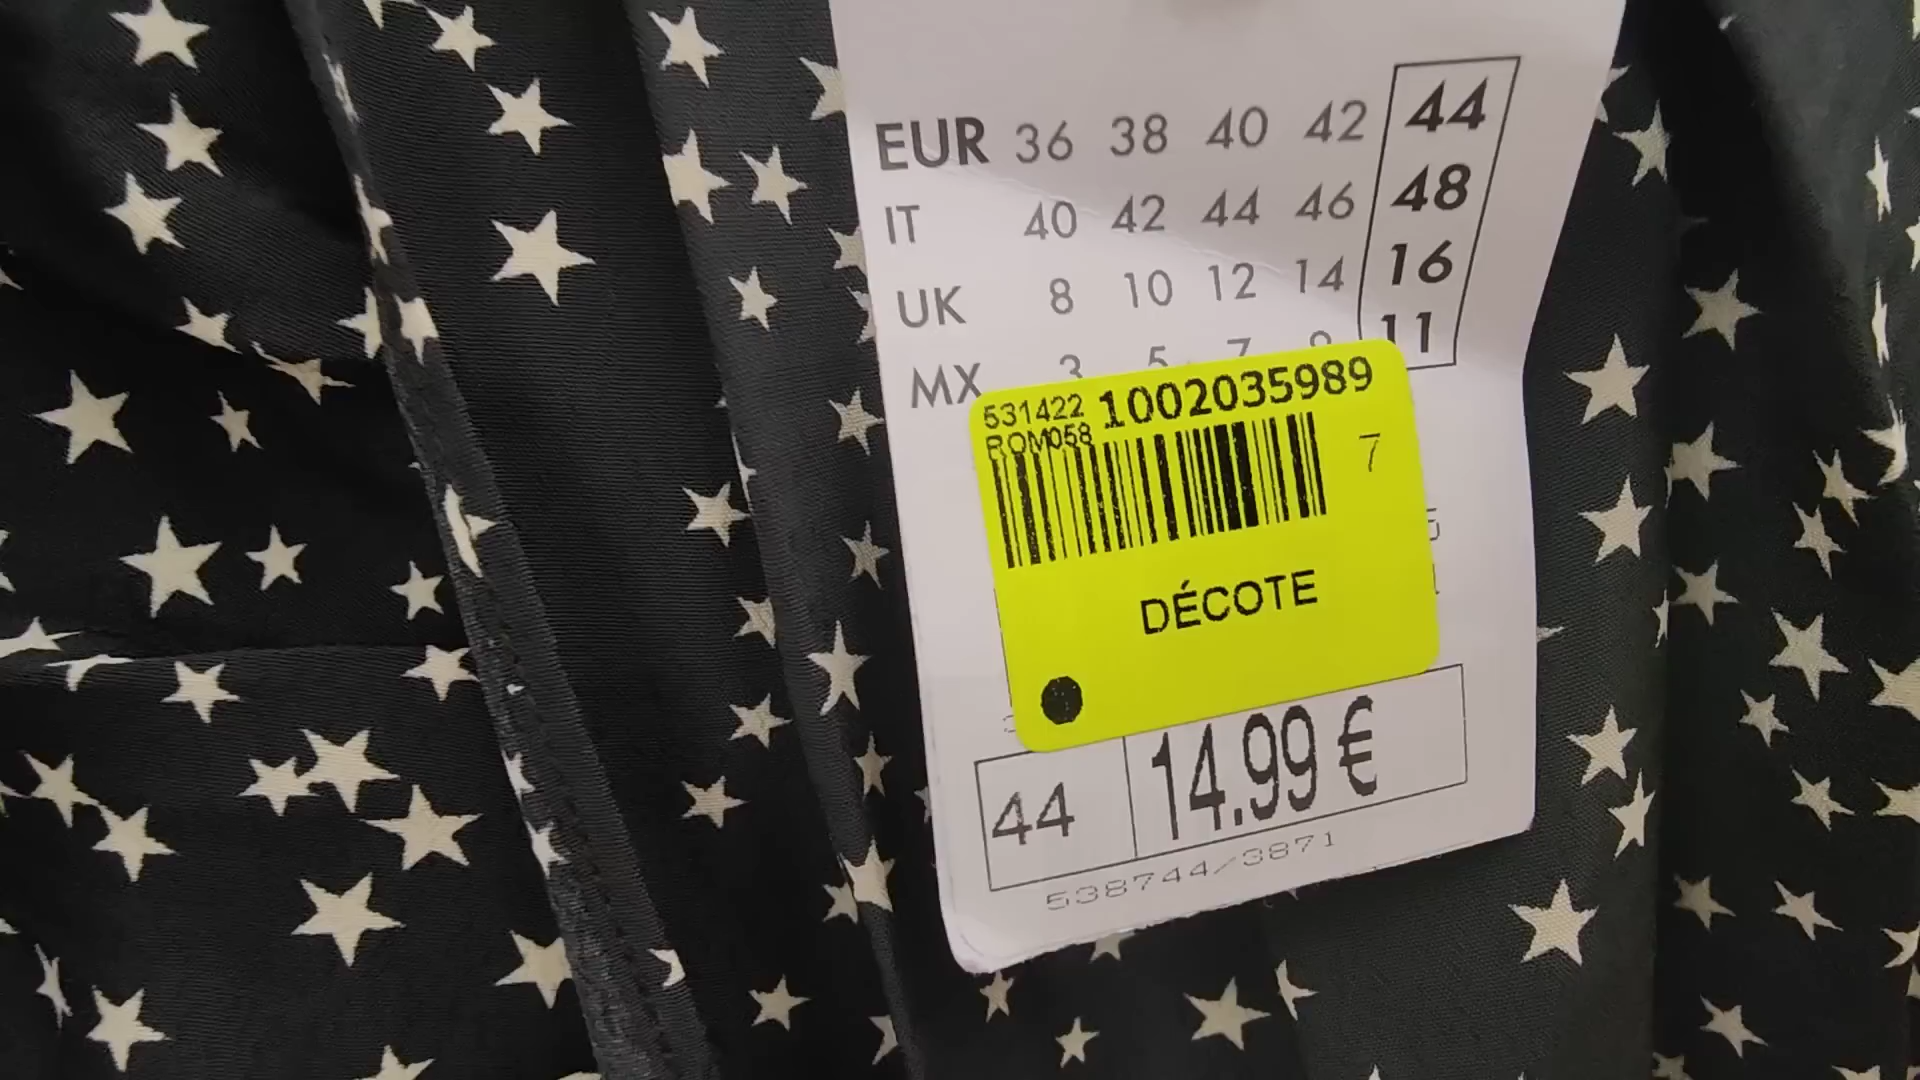 EUR 36 38 40 42 44
IT 40 42 44 46 48
UK 8 10 12 14 16
MX 3 5 7 9 11
531422 1002035989
ROM058
7
DÉCOTE
44 14.99 €
538744/3871